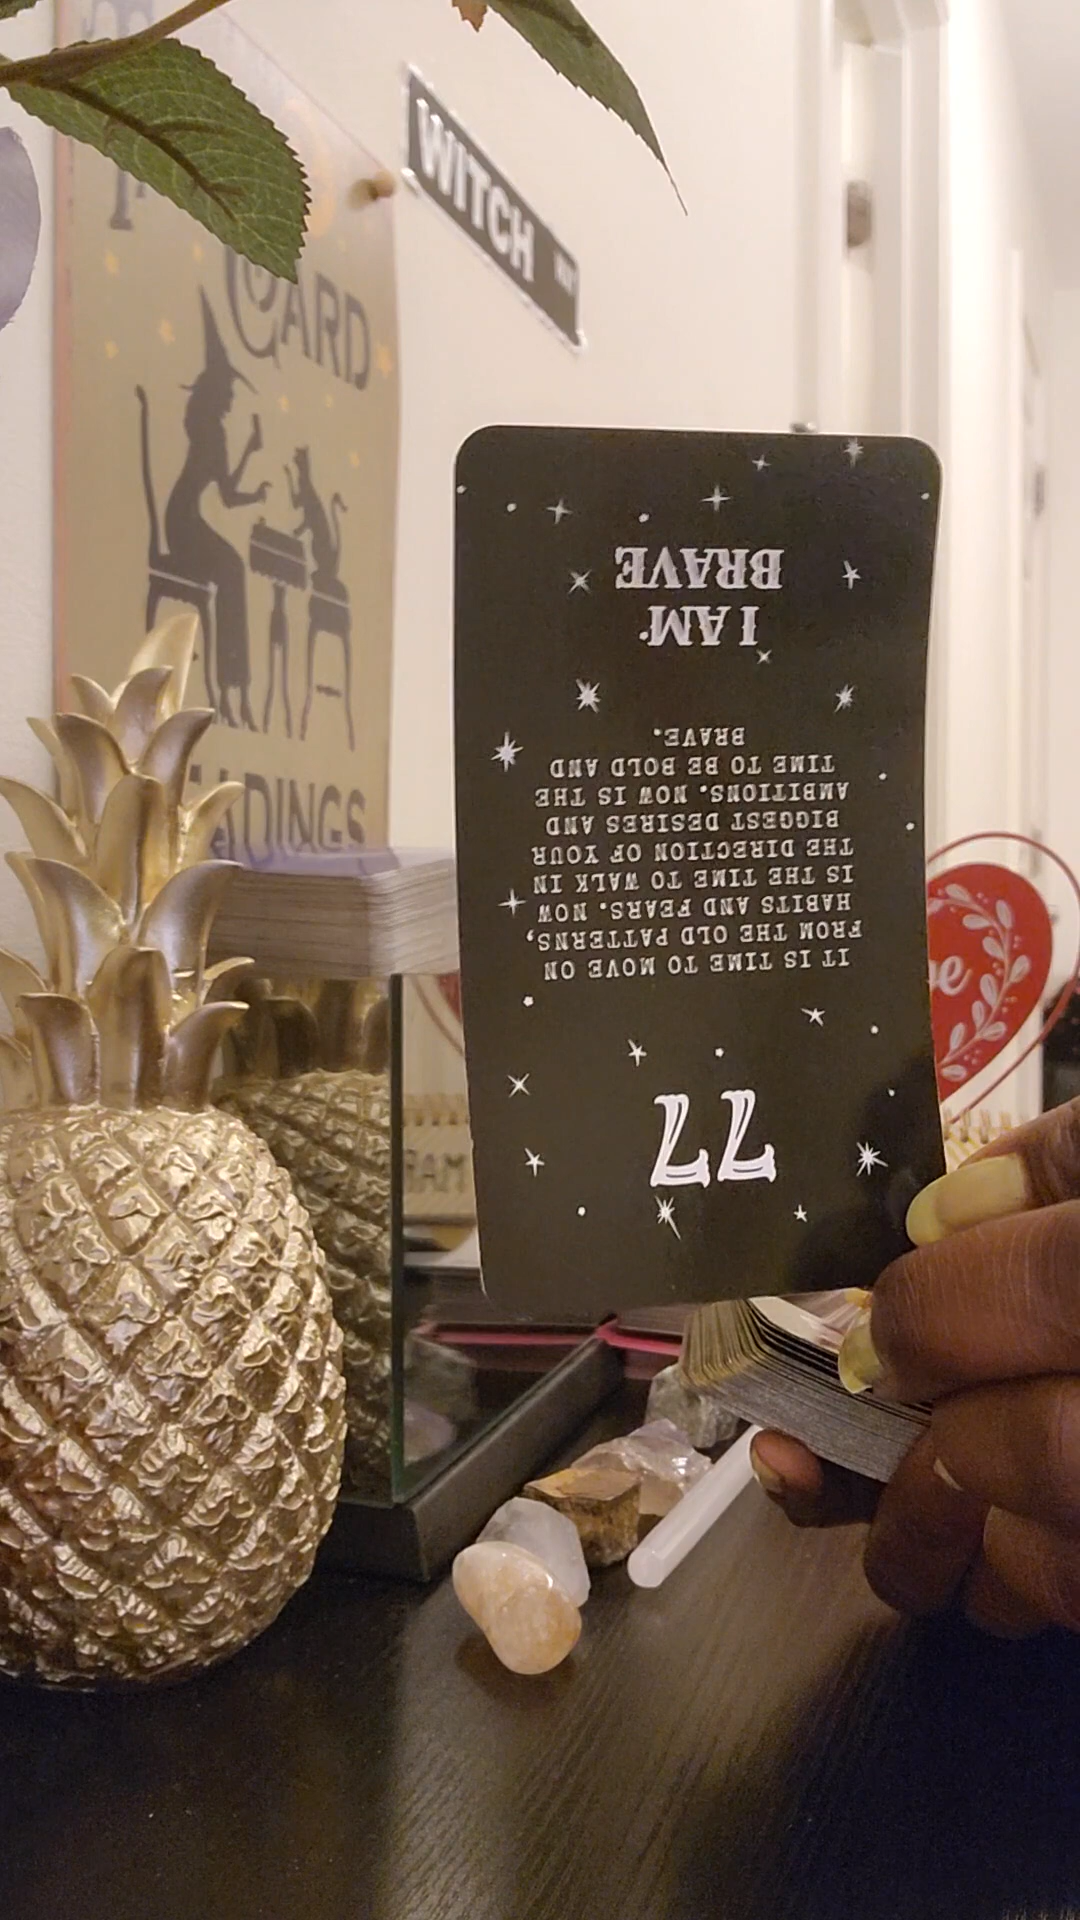 CARD
READINGS
WITCH
77
IT IS TIME TO MOVE ON
FROM THE OLD PATTERNS,
HABITS AND FEARS. NOW
IS THE TIME TO WALK IN
THE DIRECTION OF YOUR
BIGGEST DESIRES AND
AMBITIONS. NOW IS THE
TIME TO BE BOLD AND
BRAVE.
I AM
BRAVE